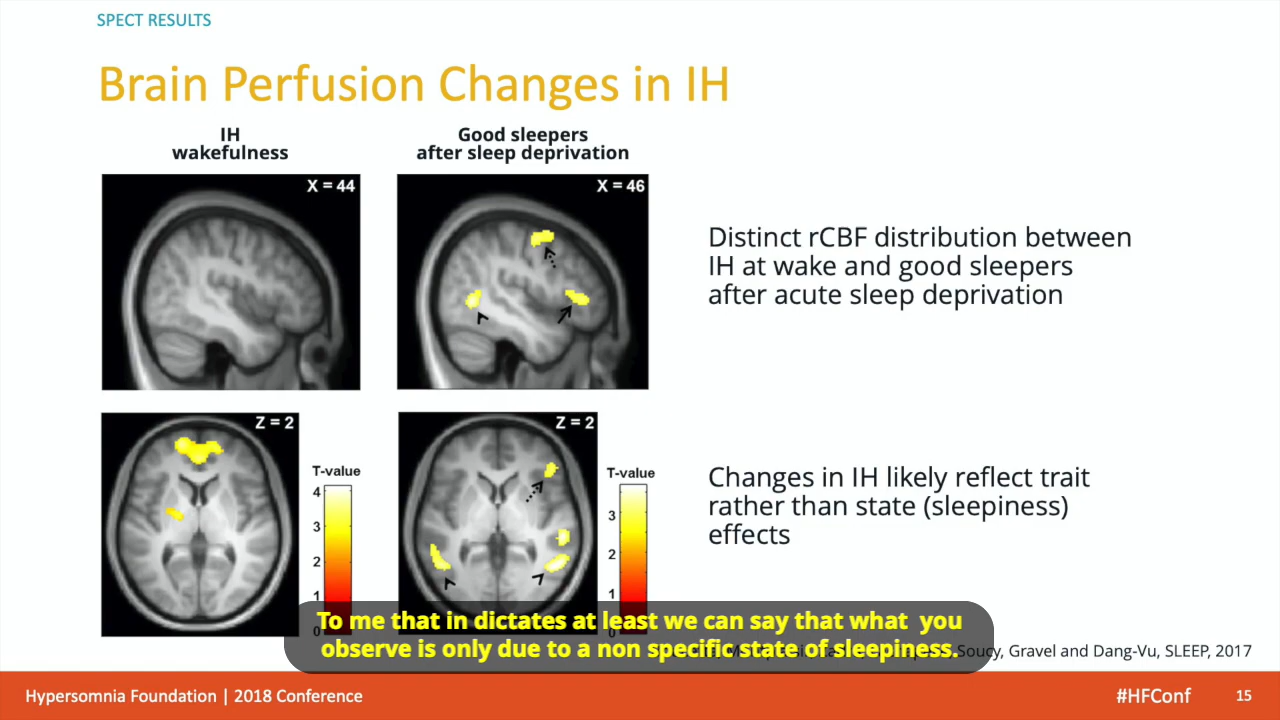 SPECT RESULTS
Brain Perfusion Changes in IH
IH
wakefulness
Good sleepers
after sleep deprivation
X = 44
X = 46
Distinct rCBF distribution between
IH at wake and good sleepers
after acute sleep deprivation
Z = 2
T-value
4
3
2
1
0
Z = 2
T-value
3
2
1
0
Changes in IH likely reflect trait
rather than state (sleepiness)
effects
To me that in dictates at least we can say that what you
observe is only due to a non specific state of sleepiness.
Soucy, Gravel and Dang-Vu, SLEEP, 2017
Hypersomnia Foundation | 2018 Conference
#HFConf
15